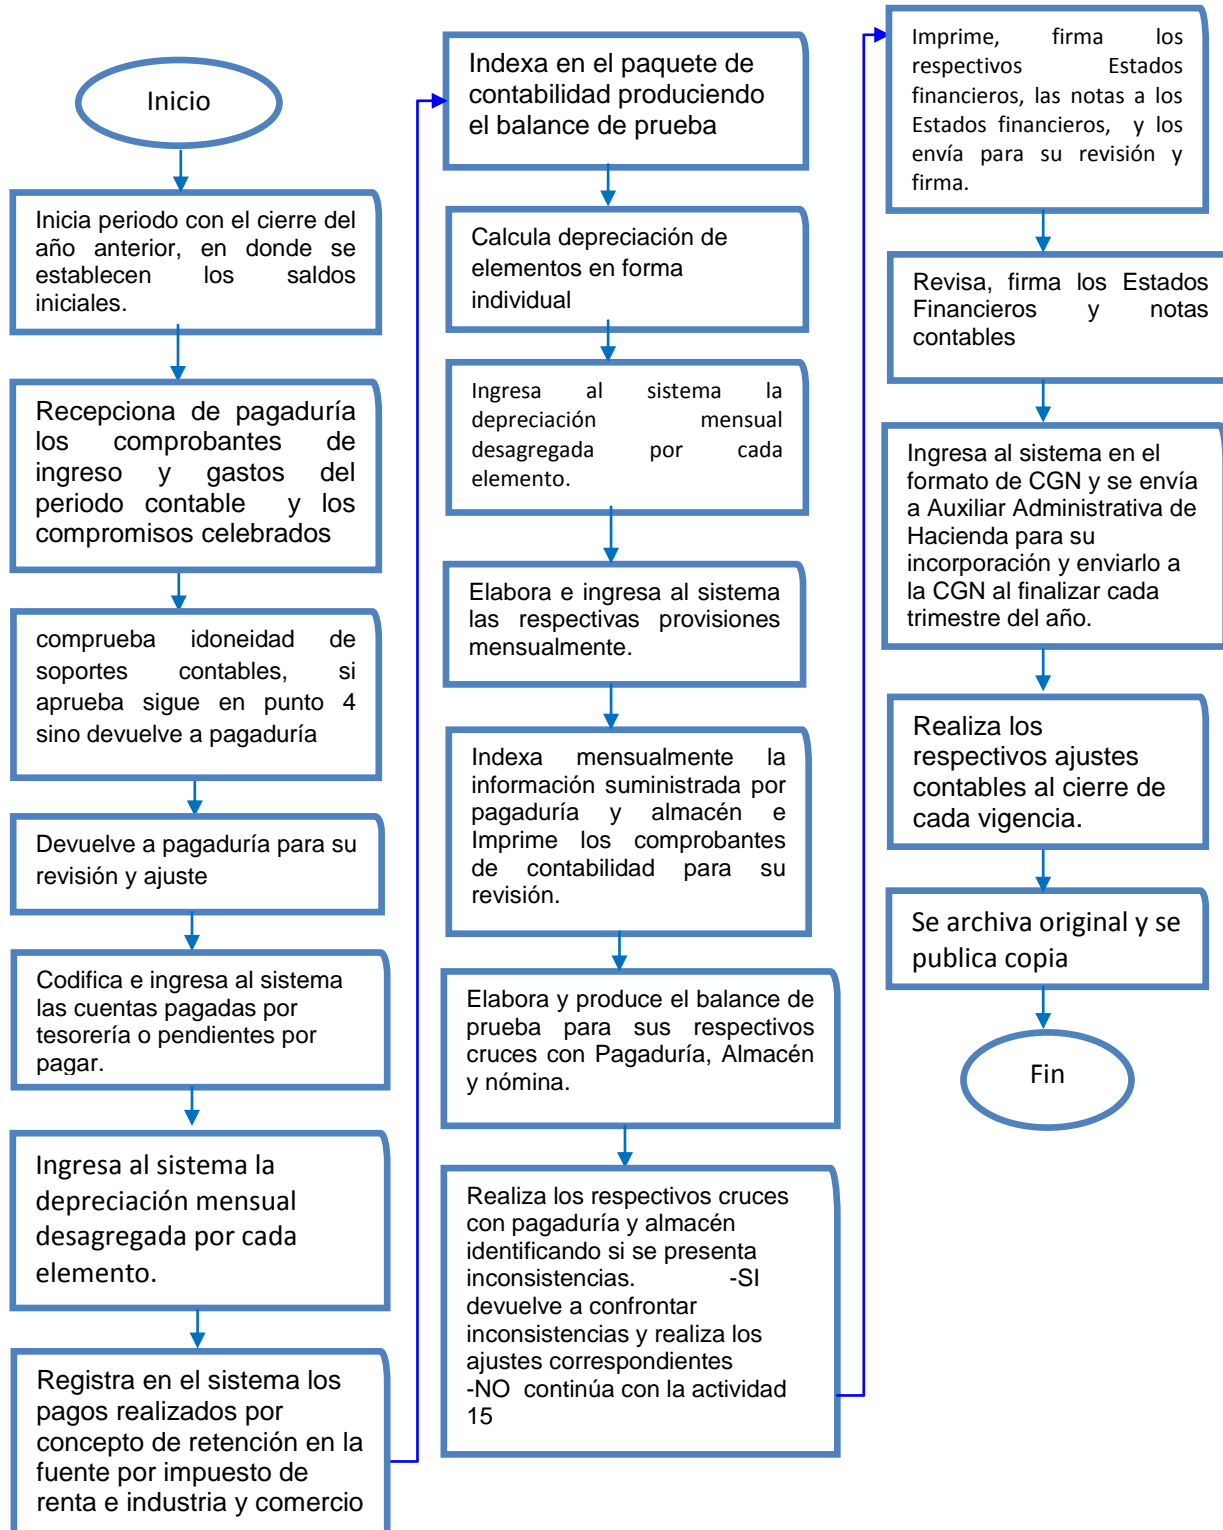 Inicio
Inicia periodo con el cierre del
año anterior, en donde se
establecen los saldos
iniciales.
Recepciona de pagaduría
los comprobantes de
ingreso y gastos del
periodo contable y los
compromisos celebrados
comprueba idoneidad de
soportes contables, si
aprueba sigue en punto 4
sino devuelve a pagaduría
Devuelve a pagaduría para su
revisión y ajuste
Codifica e ingresa al sistema
las cuentas pagadas por
tesorería o pendientes por
pagar.
Ingresa al sistema la
depreciación mensual
desagregada por cada
elemento.
Registra en el sistema los
pagos realizados por
concepto de retención en la
fuente por impuesto de
renta e industria y comercio
Indexa en el paquete de
contabilidad produciendo
el balance de prueba
Calcula depreciación de
elementos en forma
individual
Ingresa al sistema la
depreciación mensual
desagregada por cada
elemento.
Elabora e ingresa al sistema
las respectivas provisiones
mensualmente.
Indexa mensualmente la
información suministrada por
pagaduría y almacén e
Imprime los comprobantes
de contabilidad para su
revisión.
Elabora y produce el balance de
prueba para sus respectivos
cruces con Pagaduría, Almacén
y nómina.
Realiza los respectivos cruces
con pagaduría y almacén
identificando si se presenta
inconsistencias. -SI
devuelve a confrontar
inconsistencias y realiza los
ajustes correspondientes
-NO continúa con la actividad
15
Imprime, firma los
respectivos Estados
financieros, las notas a los
Estados financieros, y los
envía para su revisión y
firma.
Revisa, firma los Estados
Financieros y notas
contables
Ingresa al sistema en el
formato de CGN y se envía
a Auxiliar Administrativa de
Hacienda para su
incorporación y enviarlo a
la CGN al finalizar cada
trimestre del año.
Realiza los
respectivos ajustes
contables al cierre de
cada vigencia.
Se archiva original y se
publica copia
Fin